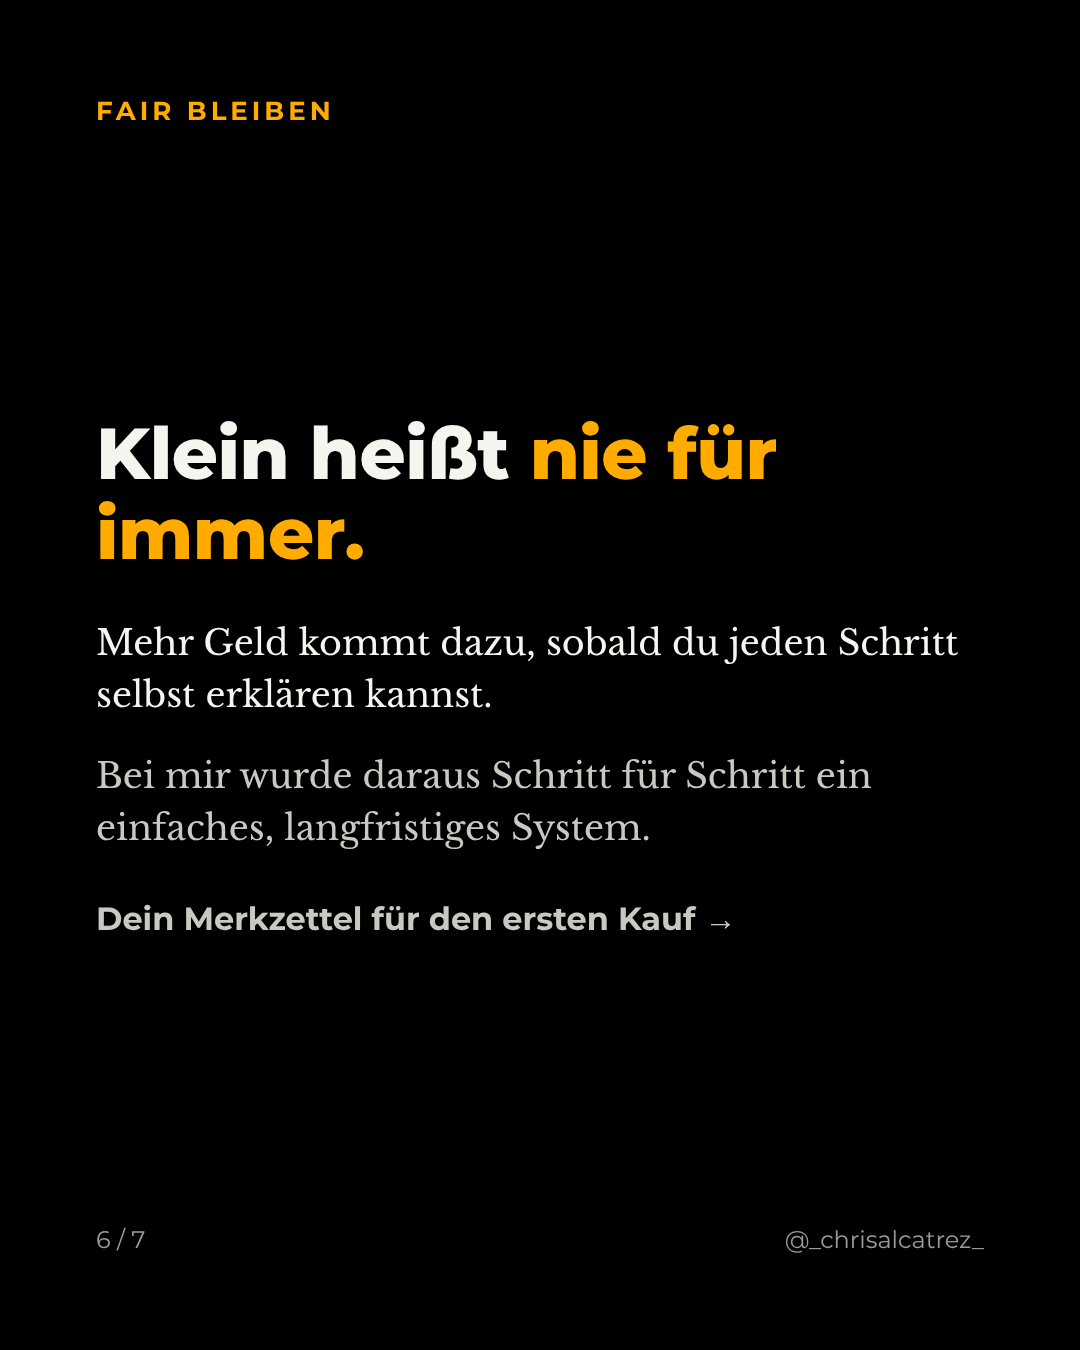 FAIR BLEIBEN
Klein heißt nie für
immer.
Mehr Geld kommt dazu, sobald du jeden Schritt
selbst erklären kannst.
Bei mir wurde daraus Schritt für Schritt ein
einfaches, langfristiges System.
Dein Merkzettel für den ersten Kauf →
6 / 7
@_chrisalcatrez_